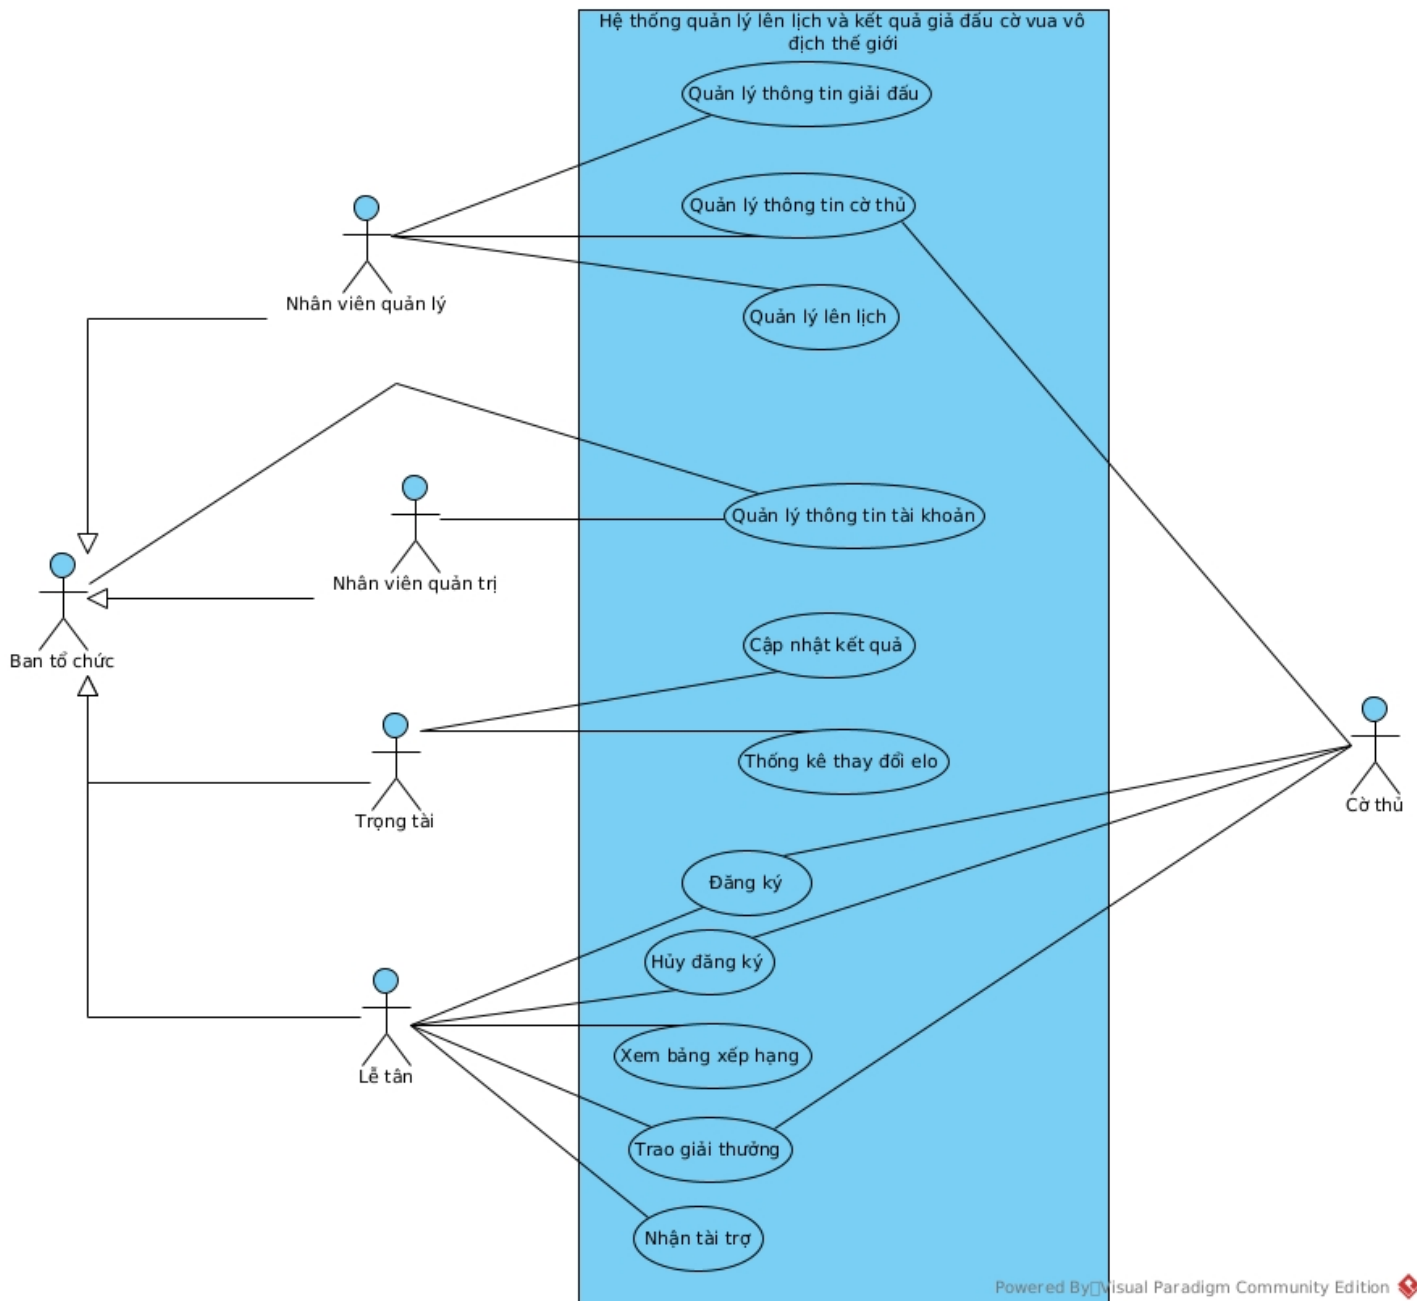 Hệ thống quản lý lên lịch và kết quả giả đấu cờ vua vô
địch thế giới
Quản lý thông tin giải đấu
Quản lý thông tin cờ thủ
Nhân viên quản lý
Quản lý lên lịch
Quản lý thông tin tài khoản
Nhân viên quản trị
Cập nhật kết quả
Ban tổ chức
Thống kê thay đổi elo
Cờ thủ
Trọng tài
Đăng ký
Hủy đăng ký
Xem bảng xếp hạng
Lễ tân
Trao giải thưởng
Nhận tài trợ
Powered By Visual Paradigm Community Edition